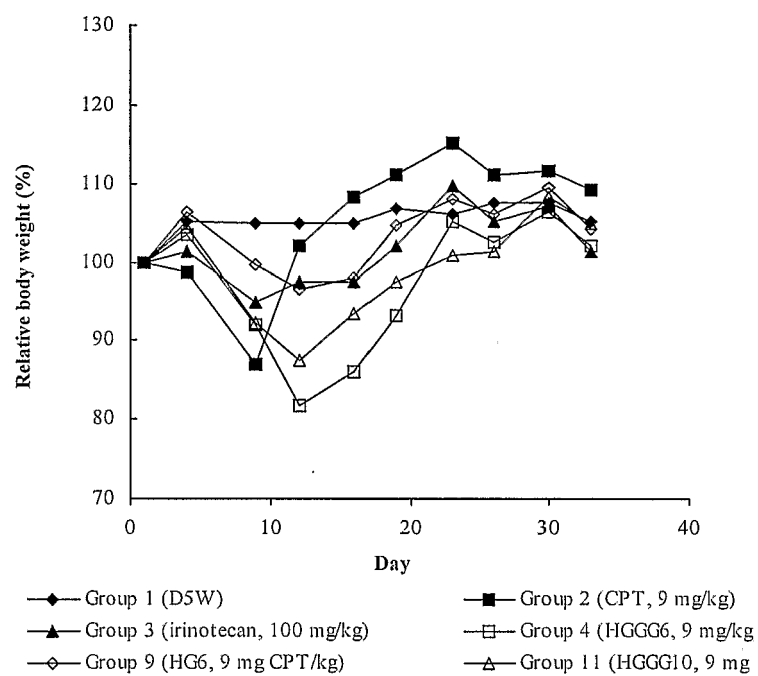 130
120
110
100
90
80
70
Relative body weight (%)
0 10 20 30 40
Day
Group 1 (D5W)
Group 2 (CPT, 9 mg/kg)
Group 3 (irinotecan, 100 mg/kg)
Group 4 (HGGG6, 9 mg/kg
Group 9 (HG6, 9 mg CPT/kg)
Group 11 (HGGG10, 9 mg